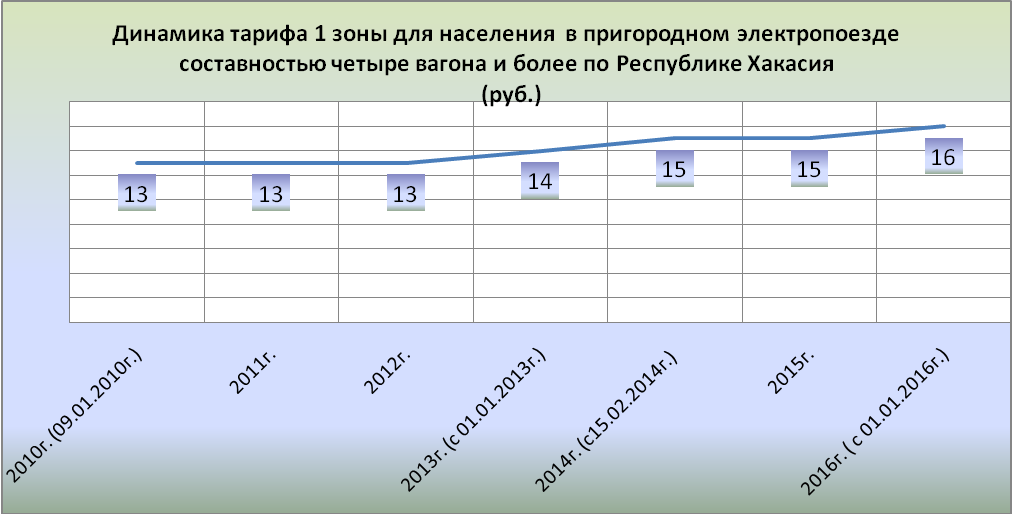 Динамика тарифа 1 зоны для населения в пригородном электропоезде
составностью четыре вагона и более по Республике Хакасия
(руб.)
13
13
13
14
15
15
16
2010г. (09.01.2010г.)
2011г.
2012г.
2013г. (с 01.01.2013г.)
2014г. (с15.02.2014г.)
2015г.
2016г. ( с 01.01.2016г.)